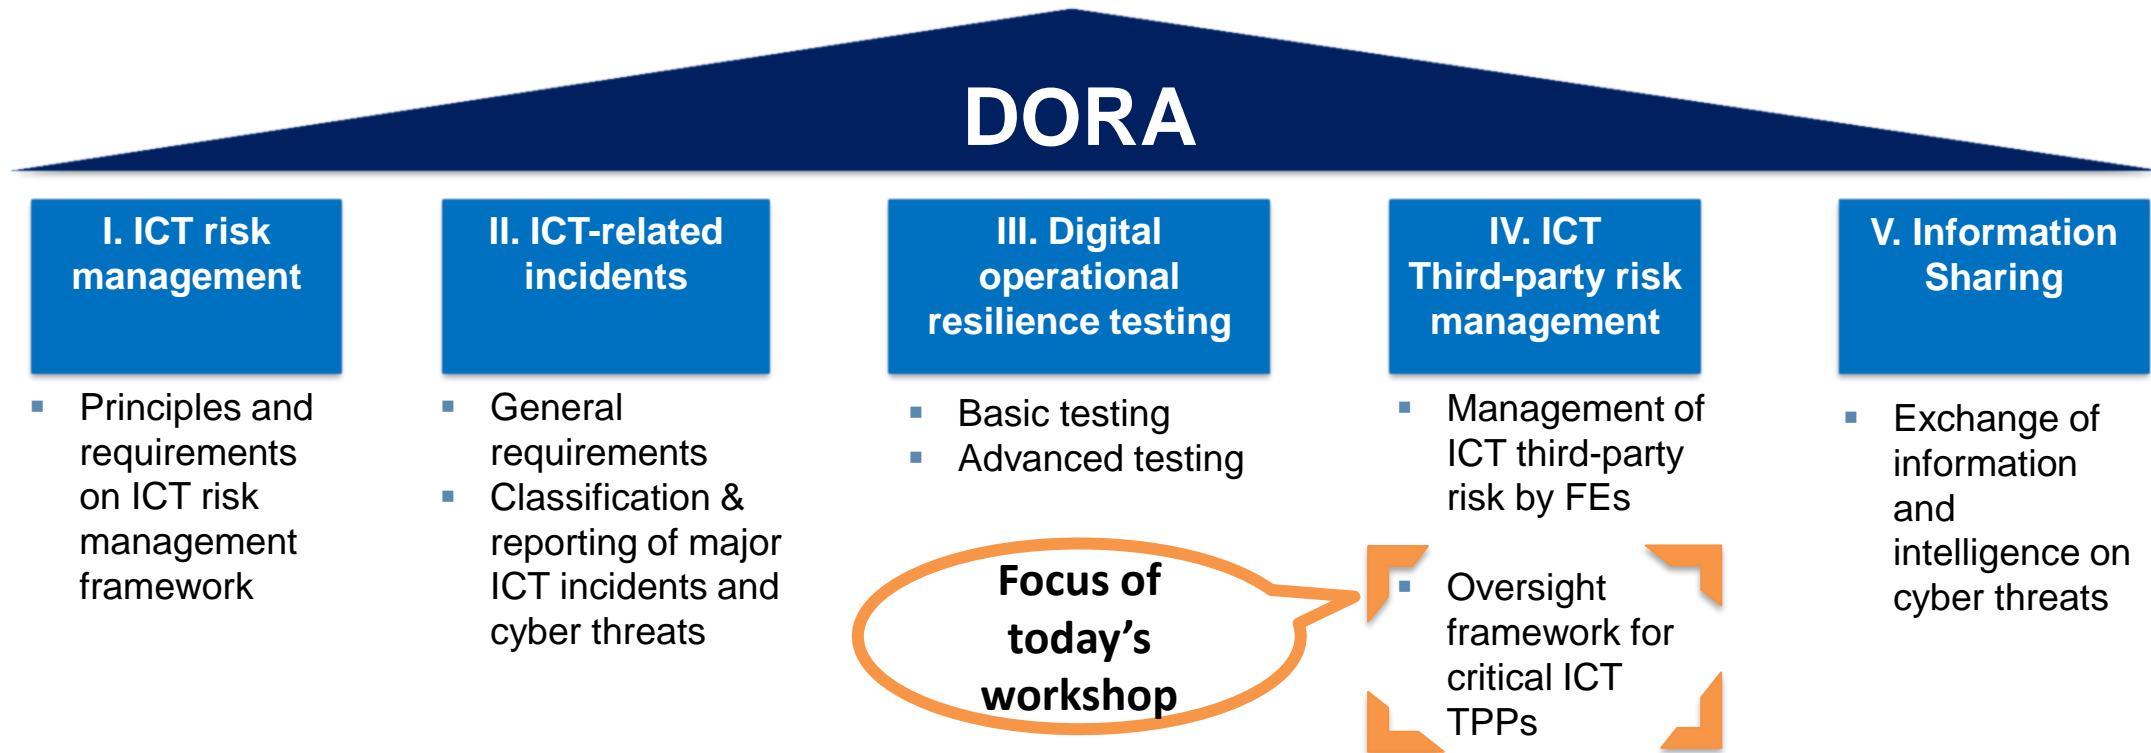 DORA
I. ICT risk
management
▪ Principles and
requirements
on ICT risk
management
framework
II. ICT-related
incidents
▪ General
requirements
▪ Classification &
reporting of major
ICT incidents and
cyber threats
III. Digital
operational
resilience testing
▪ Basic testing
▪ Advanced testing
Focus of
today’s
workshop
IV. ICT
Third-party risk
management
▪ Management of
ICT third-party
risk by FEs
▪ Oversight
framework for
critical ICT
TPPs
V. Information
Sharing
▪ Exchange of
information
and
intelligence on
cyber threats